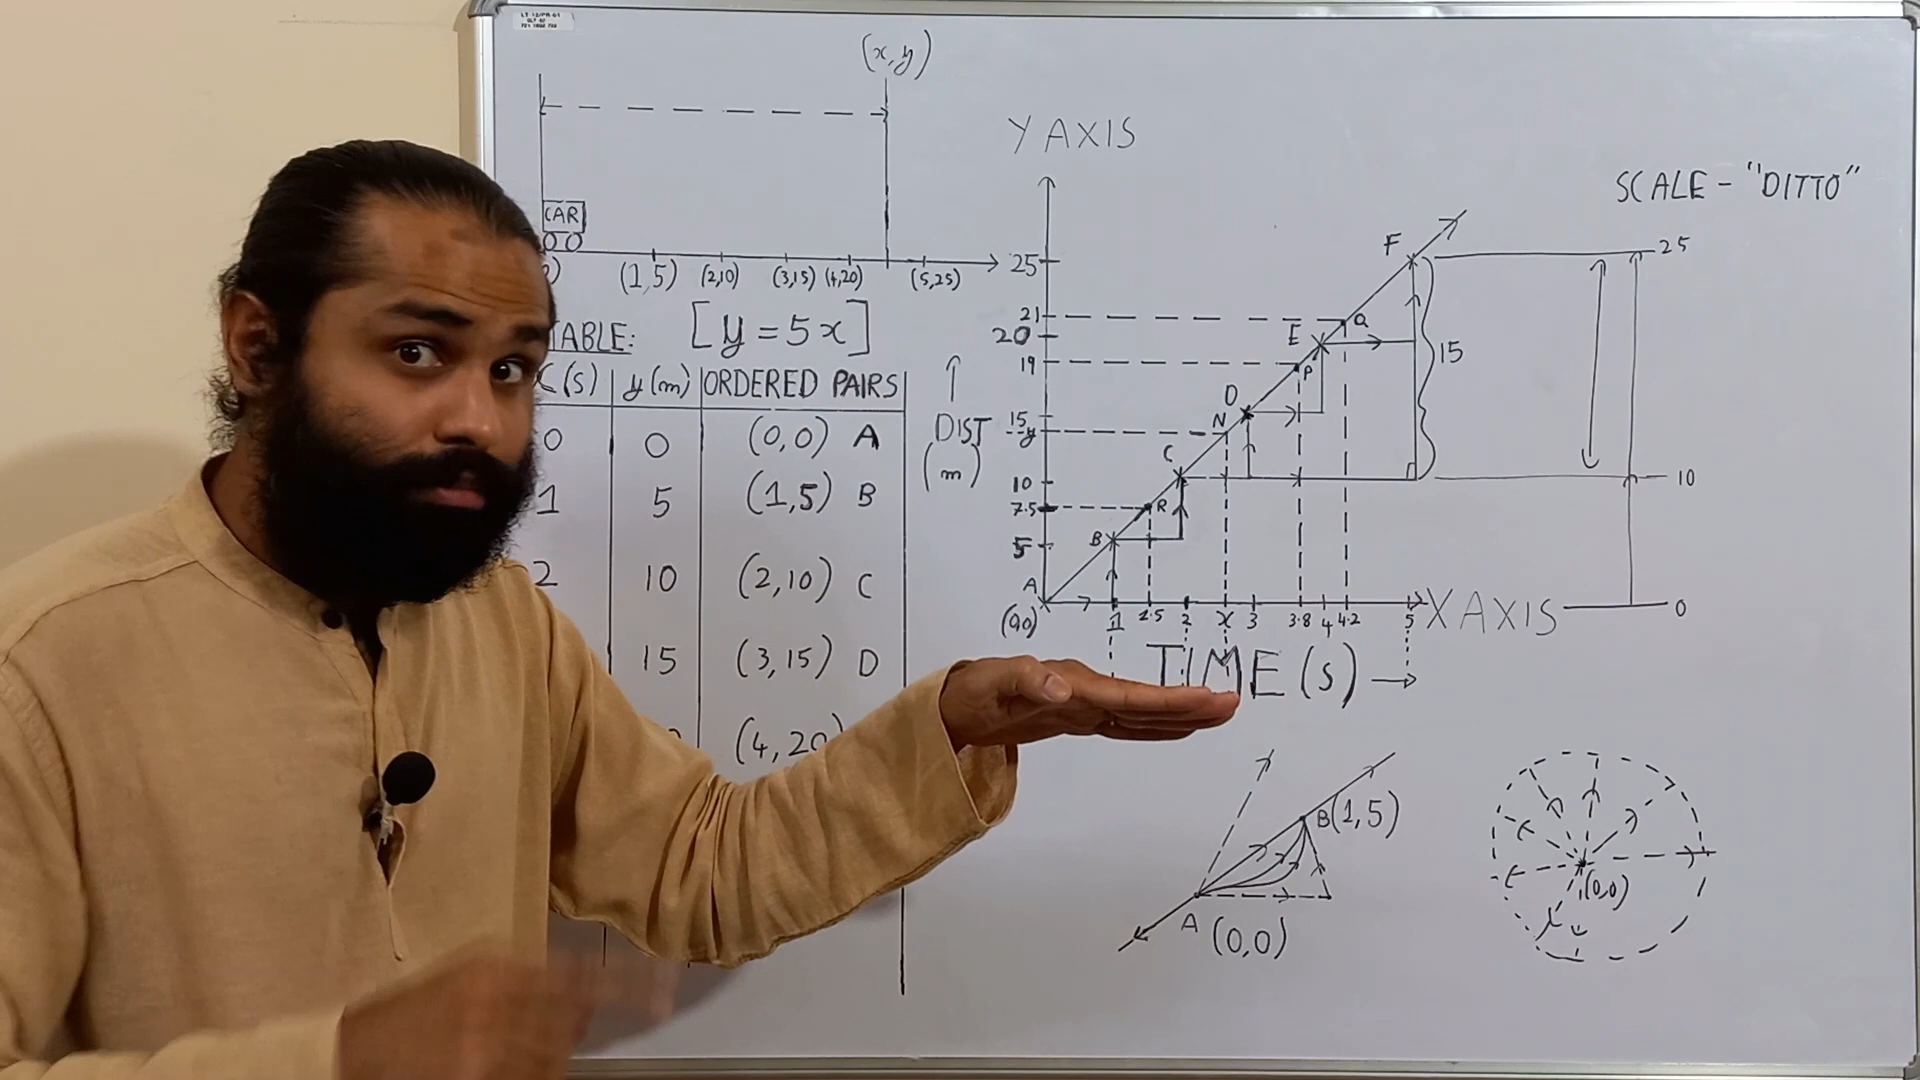 (x,y)
CAR
(1,5) (2,10) (3,15) (4,20) (5,25)
TABLE: [y=5x]
(s) y(m) ORDERED PAIRS
0 0 (0,0) A
1 5 (1,5) B
2 10 (2,10) C
15 (3,15) D
(4,20)
Y AXIS
SCALE - "DITTO"
25
21
20
19
15
y
10
7.5
5
DIST
(m)
A
B
R
C
N
D
P
E
Q
F
15
25
10
0
(0,0) 1 2 x 3 3.8 4 4.2 5 X AXIS
TIME (s)
B(1,5)
A (0,0)
(0,0)